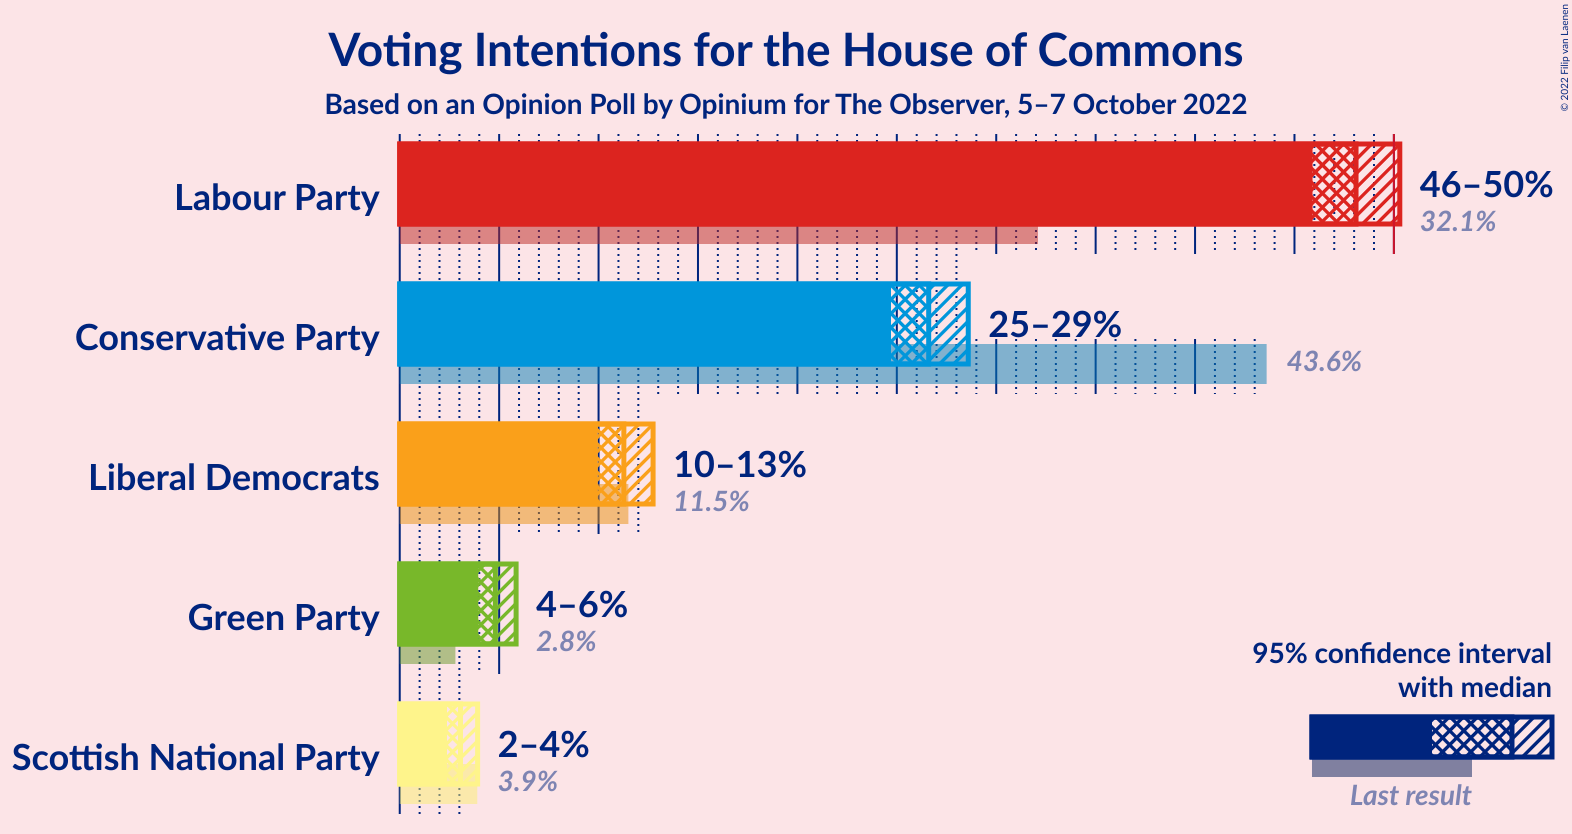 Voting Intentions for the House of Commons
Based on an Opinion Poll by Opinium for The Observer, 5–7 October 2022
© 2022 Filip van Laenen
Labour Party
46–50%
32.1%
Conservative Party
25–29%
43.6%
Liberal Democrats
10–13%
11.5%
Green Party
4–6%
2.8%
Scottish National Party
2–4%
3.9%
95% confidence interval
with median
Last result